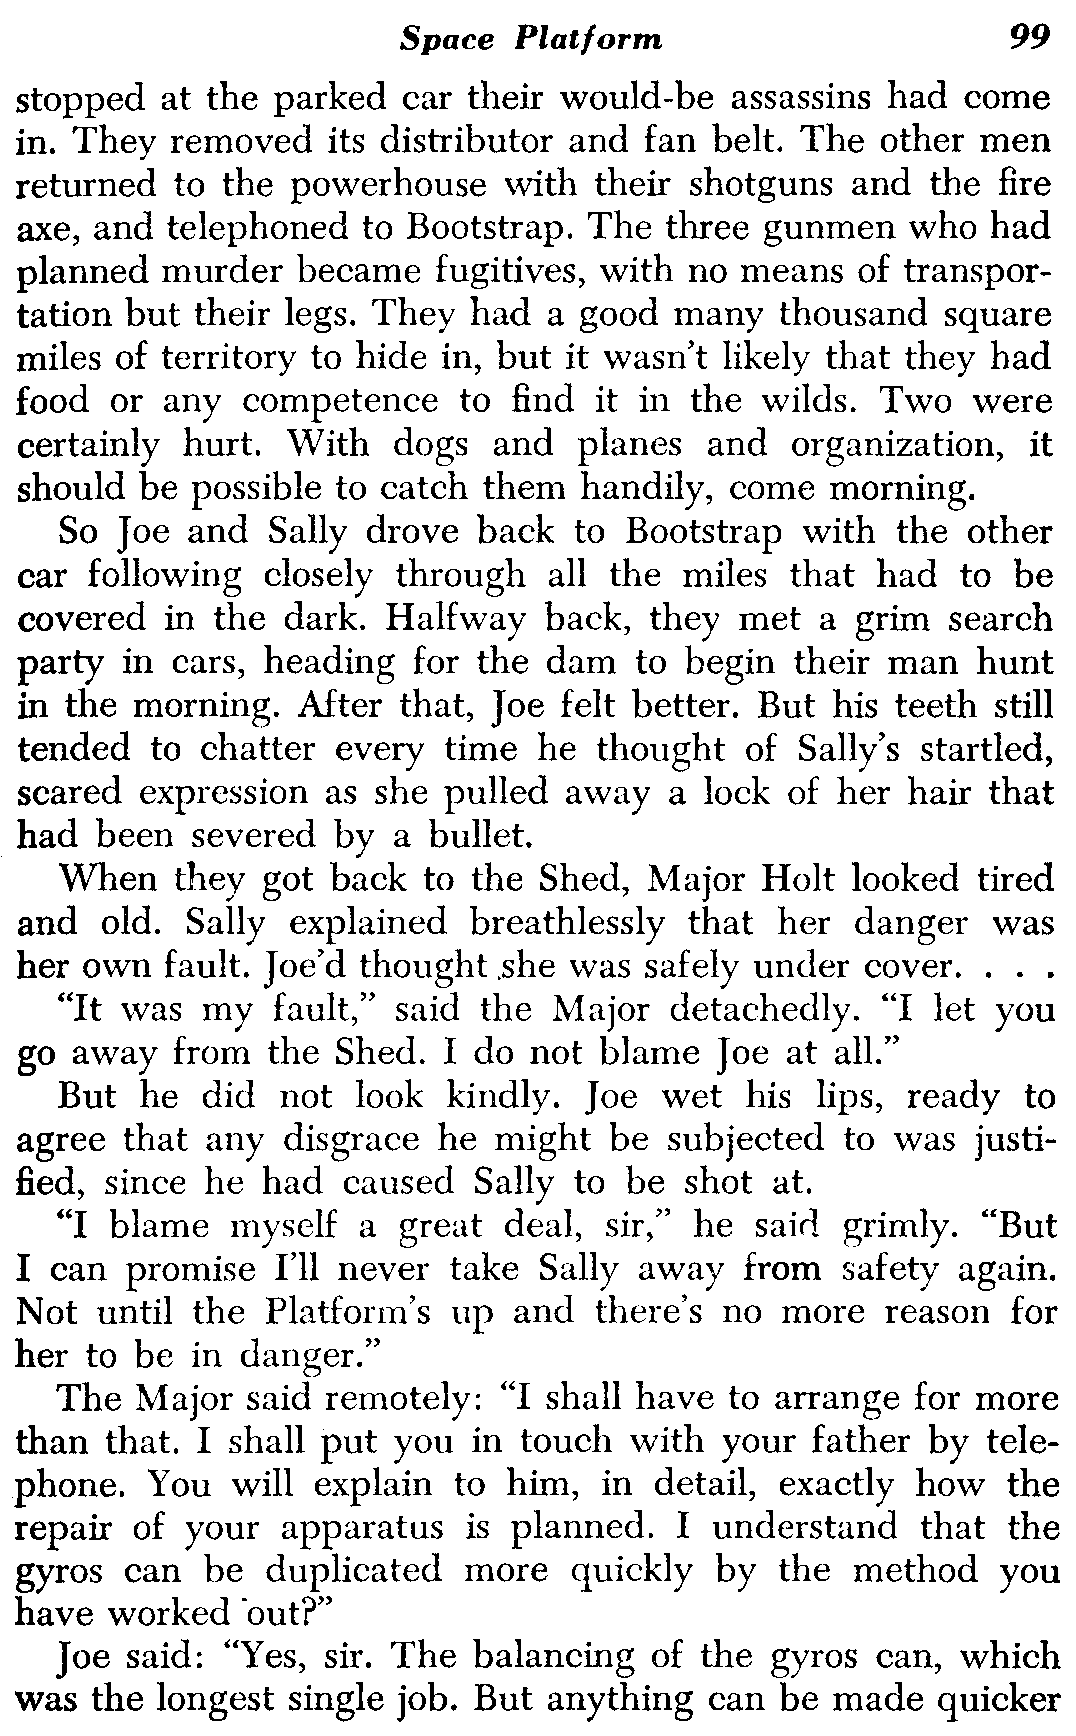 Space Platform 99
stopped at the parked car their would-be assassins had come
in. They removed its distributor and fan belt. The other men
returned to the powerhouse with their shotguns and the fire
axe, and telephoned to Bootstrap. The three gunmen who had
planned murder became fugitives, with no means of transpor-
tation but their legs. They had a good many thousand square
miles of territory to hide in, but it wasn’t likely that they had
food or any competence to find it in the wilds. Two were
certainly hurt. With dogs and planes and organization, it
should be possible to catch them handily, come morning.
So Joe and Sally drove back to Bootstrap with the other
car following closely through all the miles that had to be
covered in the dark. Halfway back, they met a grim search
party in cars, heading for the dam to begin their man hunt
in the morning. After that, Joe felt better. But his teeth still
tended to chatter every time he thought of Sally’s startled,
scared expression as she pulled away a lock of her hair that
had been severed by a bullet.
When they got back to the Shed, Major Holt looked tired
and old. Sally explained breathlessly that her danger was
her own fault. Joe’d thought she was safely under cover. . . .
“It was my fault,” said the Major detachedly. “I let you
go away from the Shed. I do not blame Joe at all.”
But he did not look kindly. Joe wet his lips, ready to
agree that any disgrace he might be subjected to was justi-
fied, since he had caused Sally to be shot at.
“I blame myself a great deal, sir,” he said grimly. “But
I can promise I’ll never take Sally away from safety again.
Not until the Platform’s up and there’s no more reason for
her to be in danger.”
The Major said remotely: “I shall have to arrange for more
than that. I shall put you in touch with your father by tele-
phone. You will explain to him, in detail, exactly how the
repair of your apparatus is planned. I understand that the
gyros can be duplicated more quickly by the method you
have worked out?”
Joe said: “Yes, sir. The balancing of the gyros can, which
was the longest single job. But anything can be made quicker